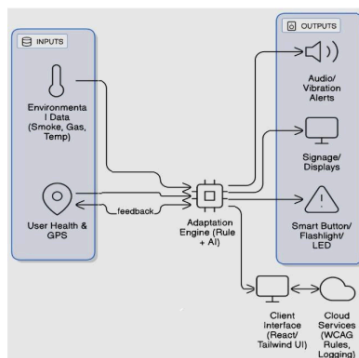 INPUTS
Environmenta
l Data
(Smoke, Gas,
Temp)
User Health &
GPS
feedback
Adaptation
Engine (Rule
+ AI)
OUTPUTS
Audio/
Vibration
Alerts
Signage/
Displays
Smart Button/
Flashlight/
LED
Client
Interface
(React/
Tailwind UI)
Cloud
Services
(WCAG
Rules,
Logging)